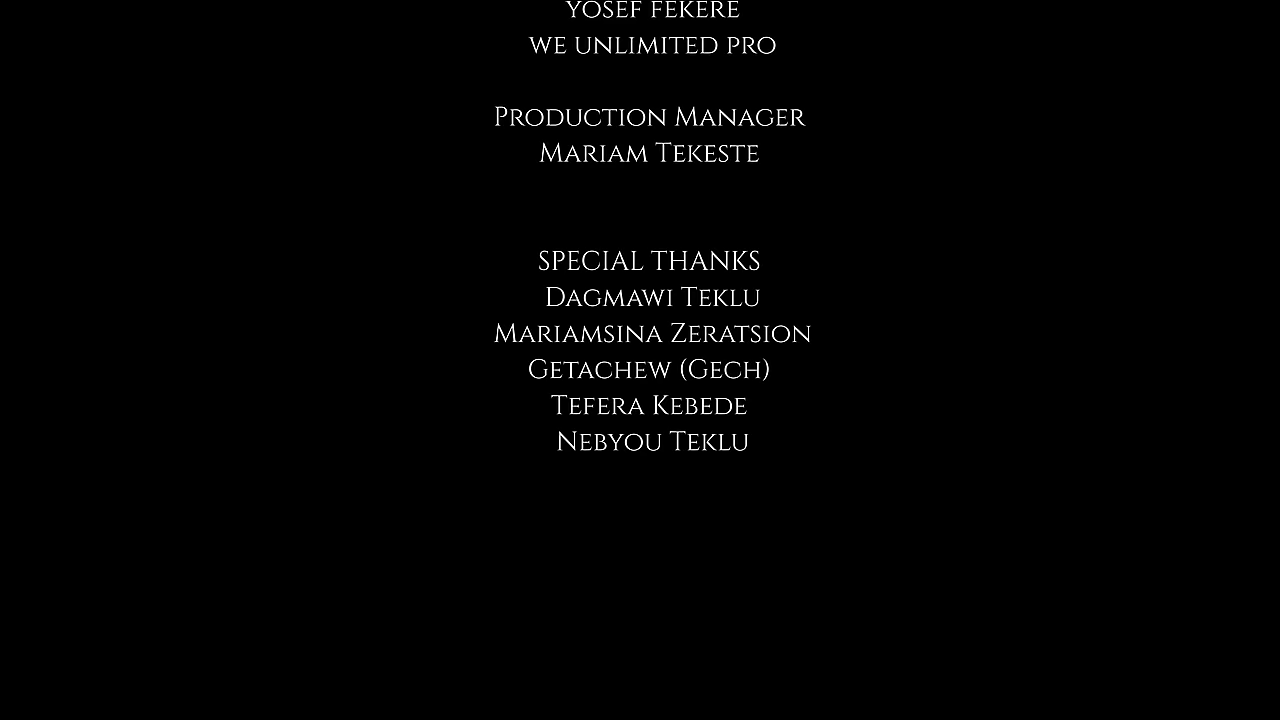 YOSEF FEKERE
WE UNLIMITED PRO
Production Manager
Mariam Tekeste
SPECIAL THANKS
Dagmawi Teklu
Mariamsina Zeratsion
Getachew (Gech)
Tefera Kebede
Nebyou Teklu